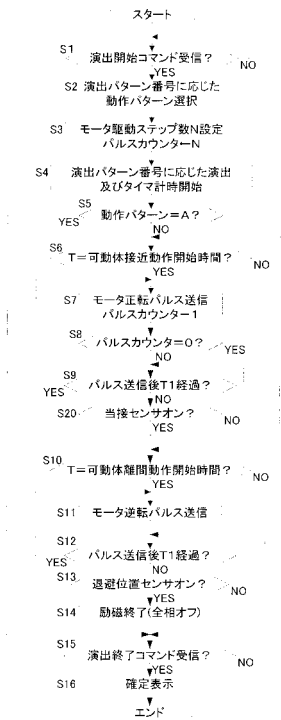 スタート
S1
演出開始コマンド受信？
NO
YES
S2 演出パターン番号に応じた
動作パターン選択
S3 モータ駆動ステップ数N設定
パルスカウンター←N
S4 演出パターン番号に応じた演出
及びタイマ計時開始
S5
動作パターン＝A？
YES
NO
S6
T＝可動体接近動作開始時間？
NO
YES
S7 モータ正転パルス送信
パルスカウンター1
S8
パルスカウンタ＝0？
YES
NO
S9
パルス送信後T1経過？
YES
NO
S20
当接センサオン？
NO
YES
S10
T＝可動体離間動作開始時間？
NO
YES
S11 モータ逆転パルス送信
S12
パルス送信後T1経過？
YES
NO
S13
退避位置センサオン？
NO
YES
S14 励磁終了(全相オフ)
S15
演出終了コマンド受信？
NO
YES
S16 確定表示
エンド